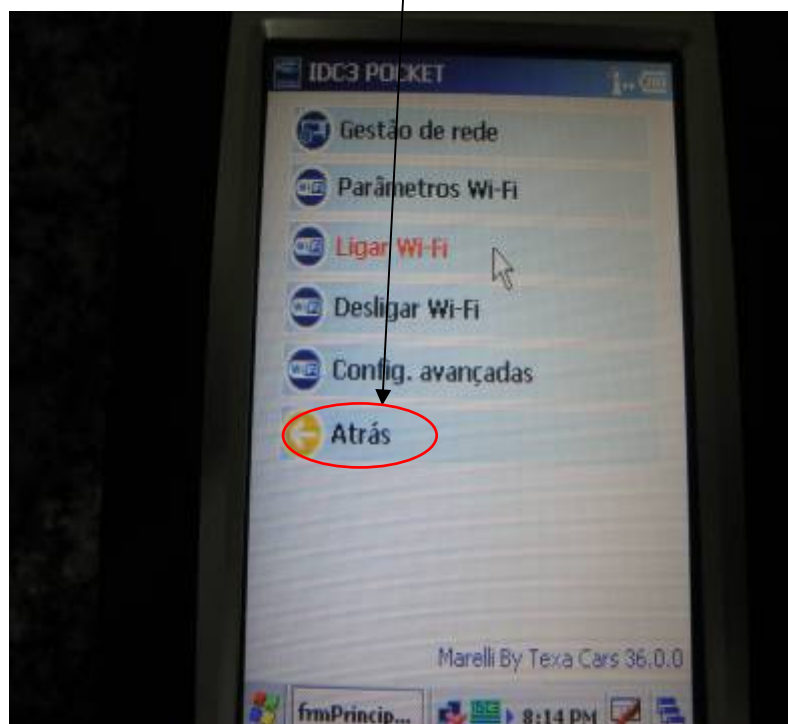 IDC3 POCKET
Gestão de rede
Parâmetros Wi-Fi
Ligar Wi-Fi
Desligar Wi-Fi
Config. avançadas
Atrás
Marelli By Texa Cars 36.0.0
frmPrincip... 8:14 PM